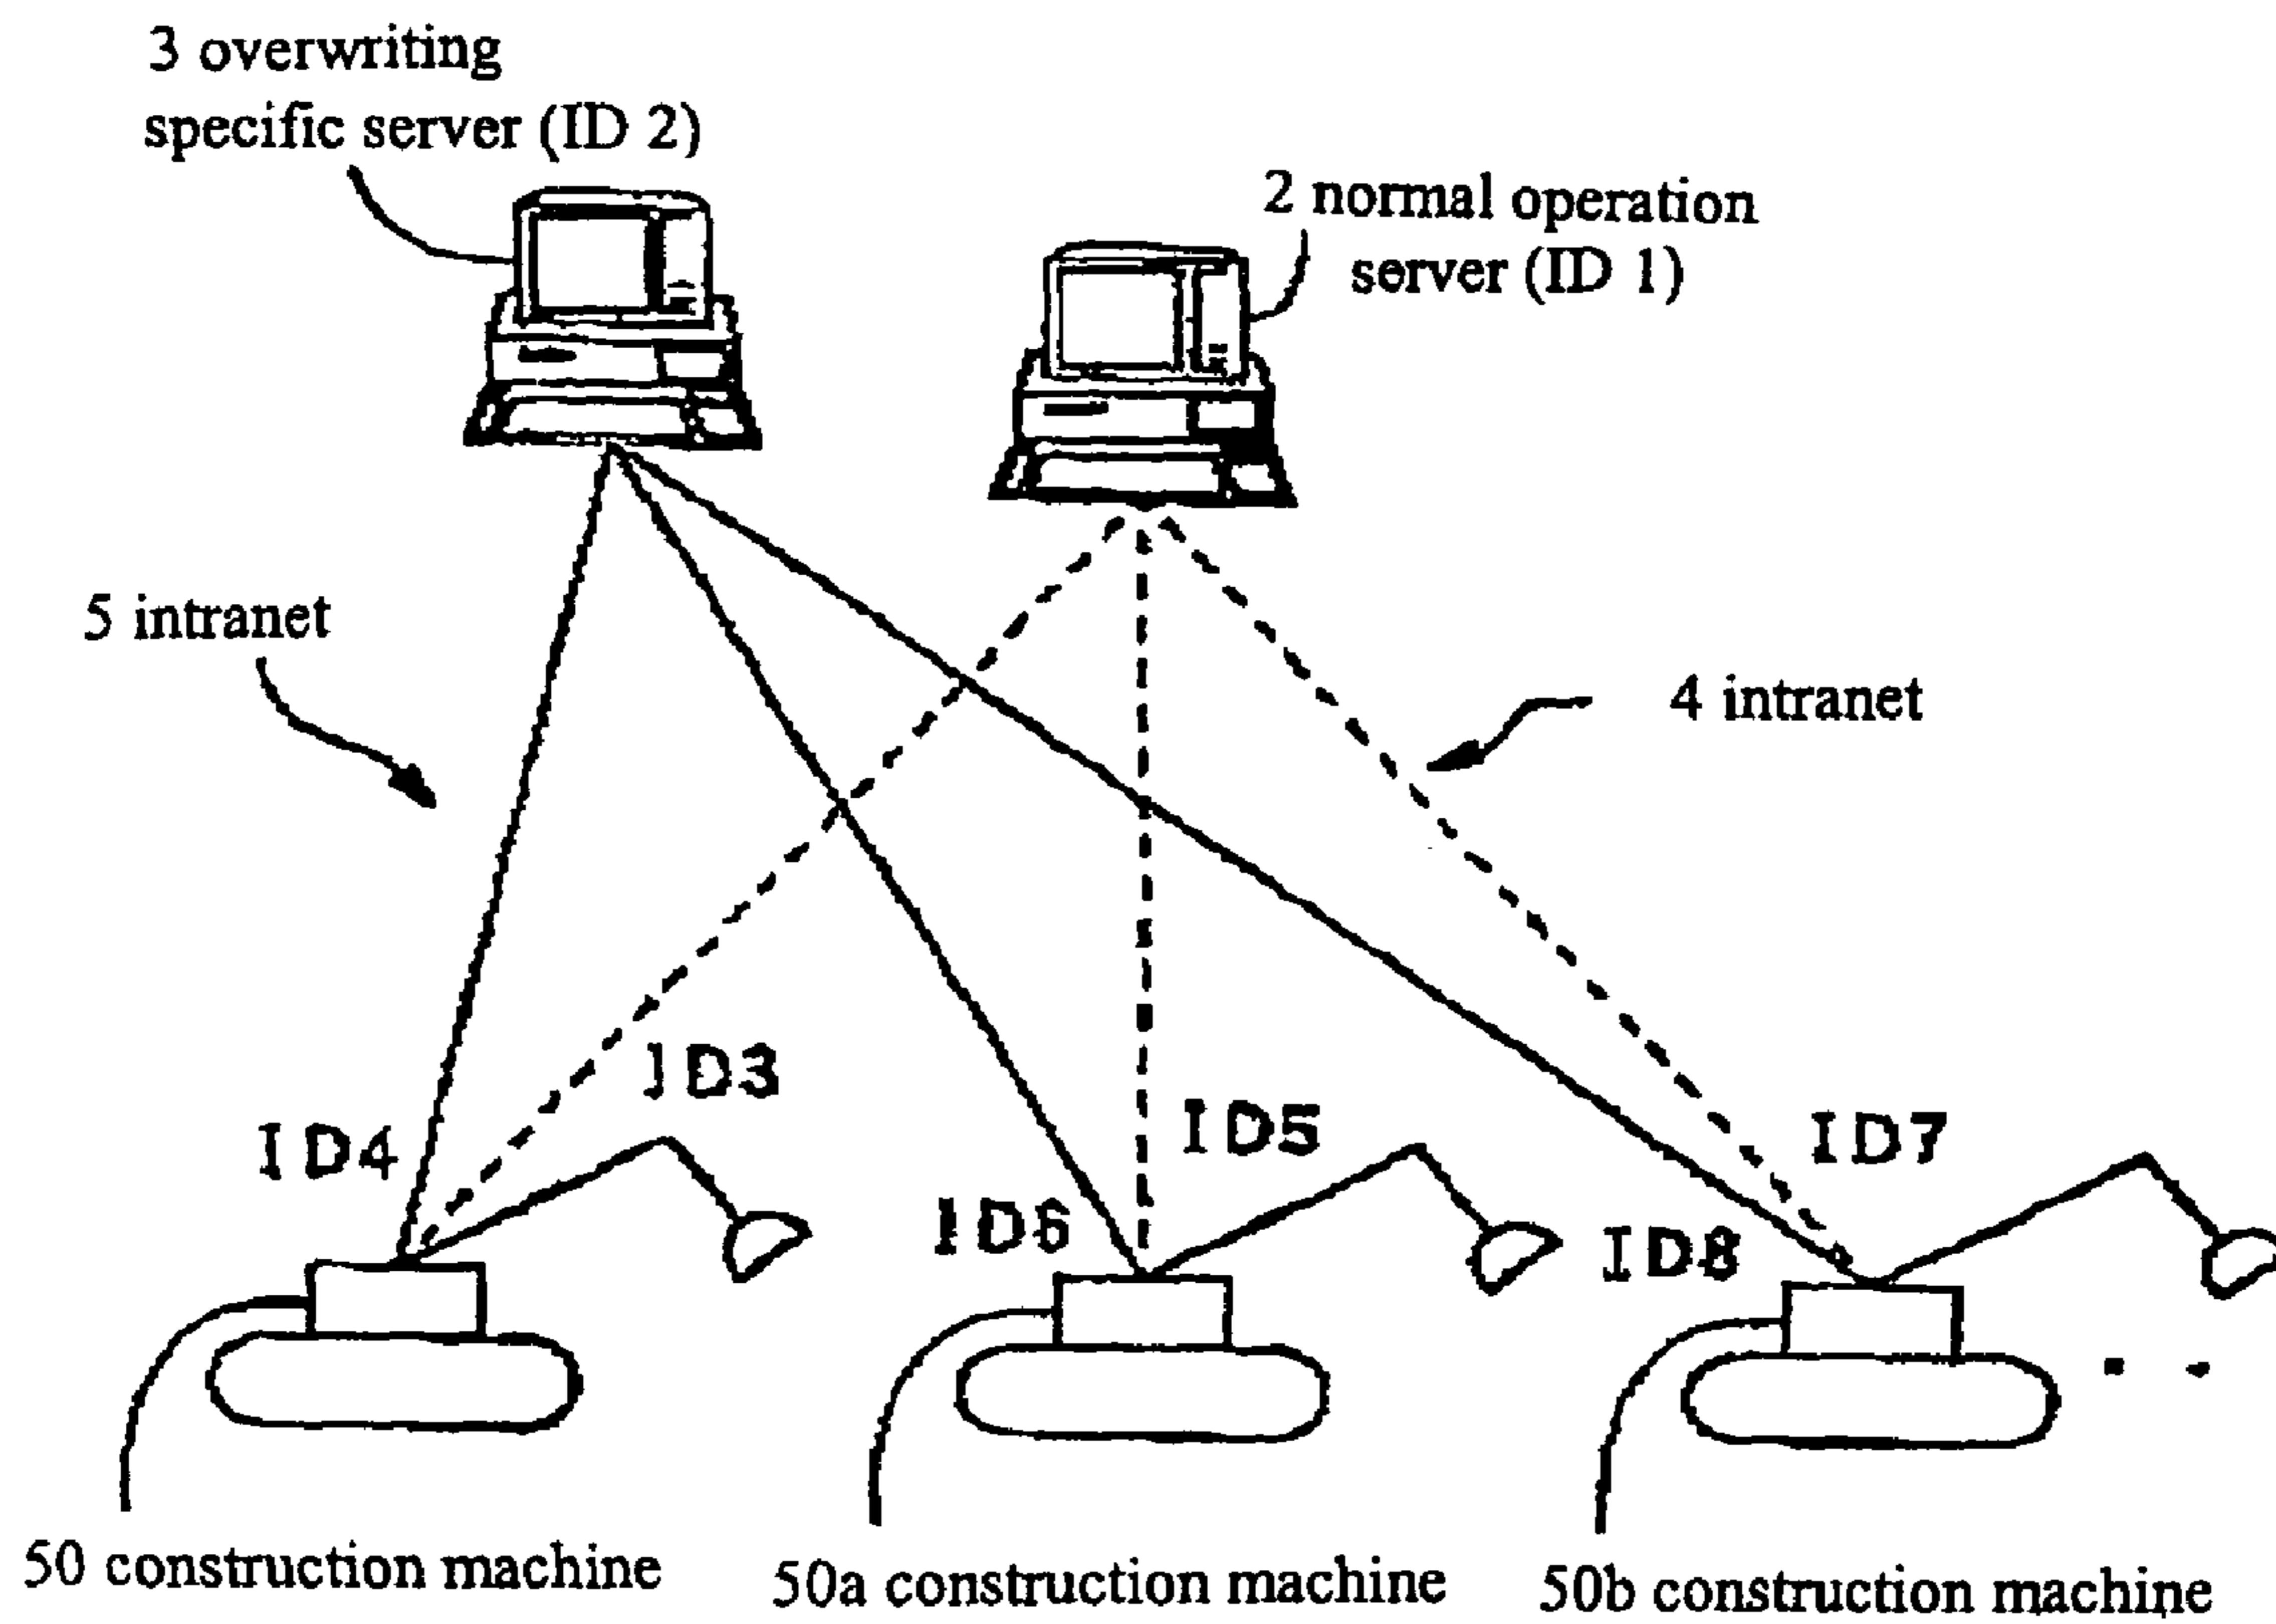 3 overwriting
specific server (ID 2)
2 normal operation
server (ID 1)
5 intranet
4 intranet
ID3
ID4
ID5
ID7
ID6
ID8
50 construction machine
50a construction machine
50b construction machine